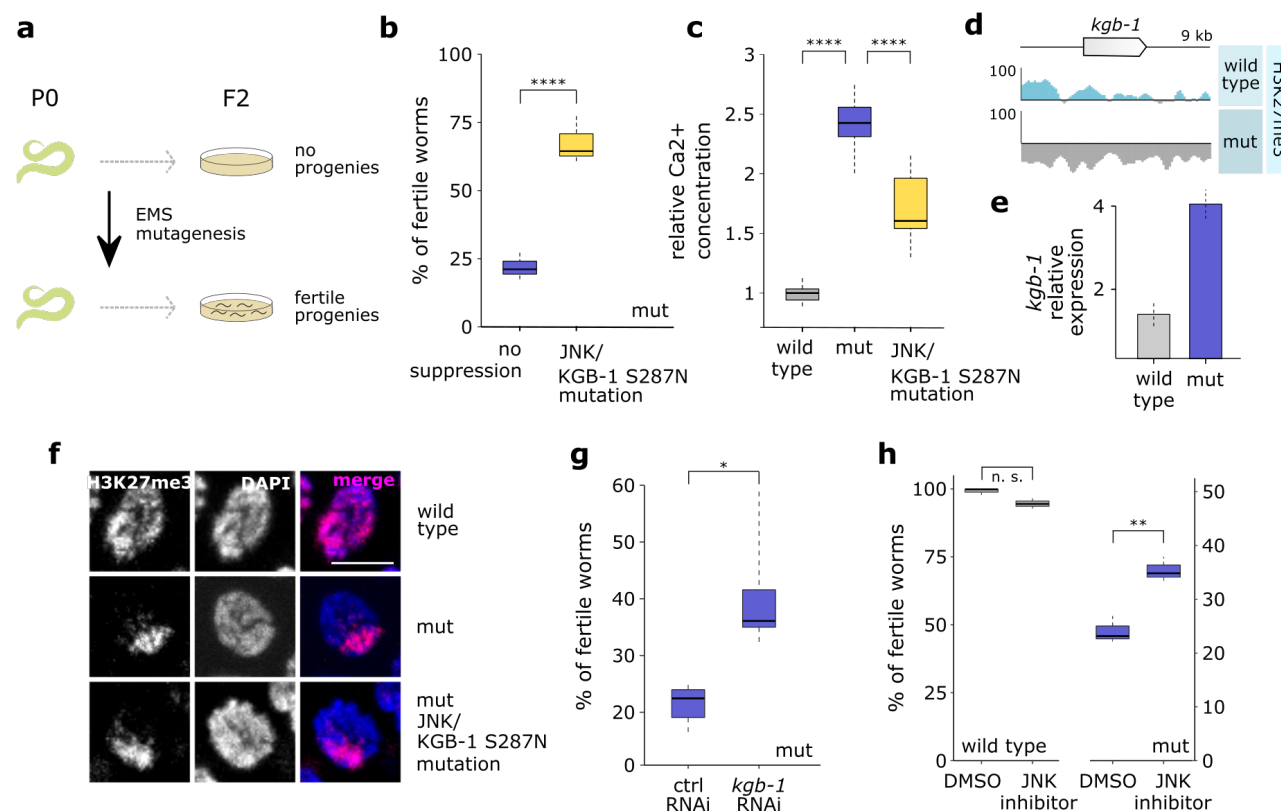 a
P0
F2
no
progenies
EMS
mutagenesis
fertile
progenies
b
% of fertile worms
100
75
50
25
0
****
mut
no
suppression
JNK/
KGB-1 S287N
mutation
c
relative Ca2+
concentration
3
2.5
2
1.5
1
****
****
wild
type
mut
JNK/
KGB-1 S287N
mutation
d
kgb-1
9 kb
100
wild
type
100
mut
e
kgb-1
relative
expression
4
2
wild
type
mut
f
H3K27me3
DAPI
merge
wild
type
mut
mut
JNK/
KGB-1 S287N
mutation
g
% of fertile worms
60
50
40
30
20
10
0
*
mut
ctrl
RNAi
kgb-1
RNAi
h
% of fertile worms
100
75
50
25
0
n. s.
wild type
DMSO
JNK
inhibitor
**
50
40
30
20
10
0
mut
DMSO
JNK
inhibitor